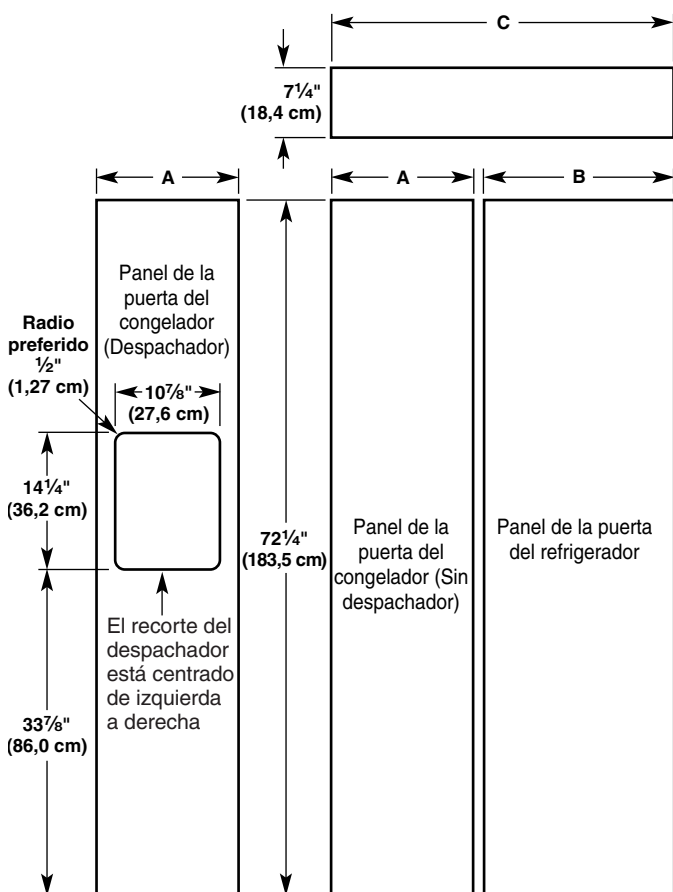 C
7¼"
(18,4 cm)
A
A
B
Panel de la
puerta del
congelador
(Despachador)
Radio
preferido
½"
(1,27 cm)
10⅞"
(27,6 cm)
14¼"
(36,2 cm)
72¼"
(183,5 cm)
Panel de la
puerta del
congelador (Sin
despachador)
Panel de la puerta
del refrigerador
El recorte del
despachador
está centrado
de izquierda
a derecha
33⅞"
(86,0 cm)